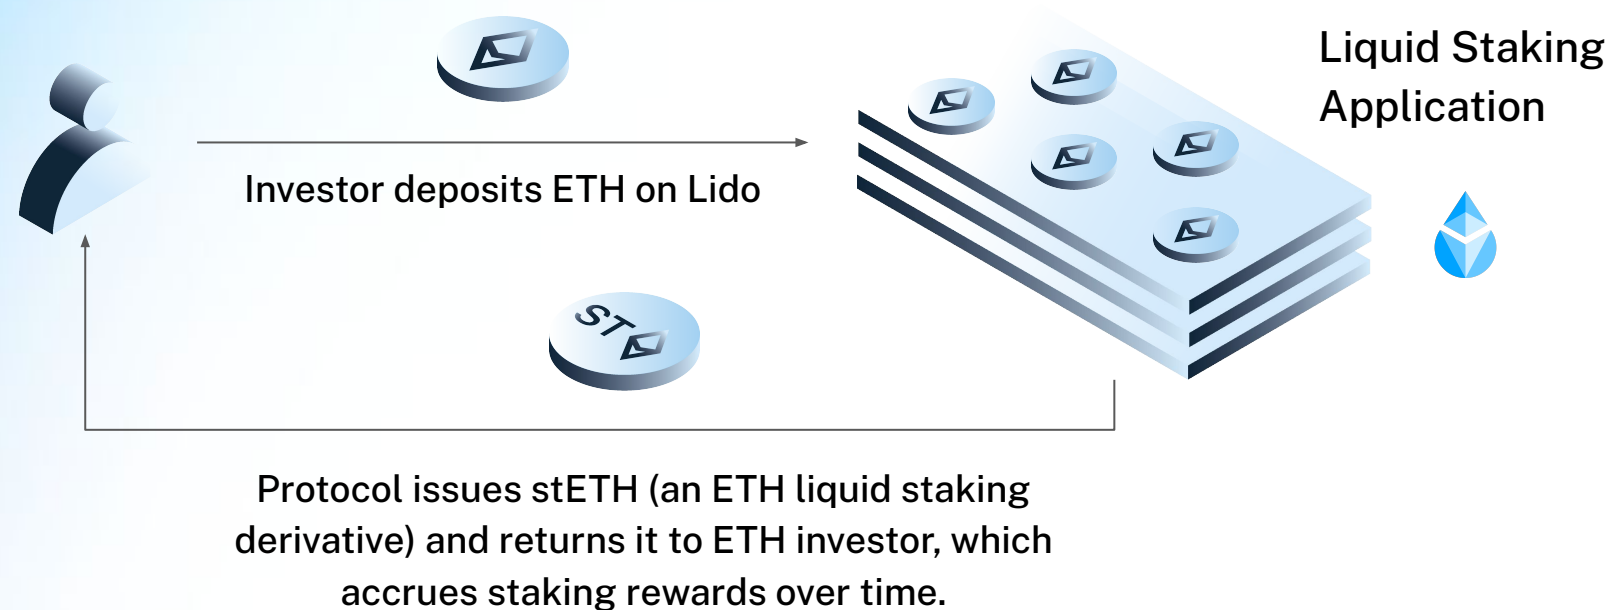 Liquid Staking
Application
Investor deposits ETH on Lido
ST
Protocol issues stETH (an ETH liquid staking
derivative) and returns it to ETH investor, which
accrues staking rewards over time.